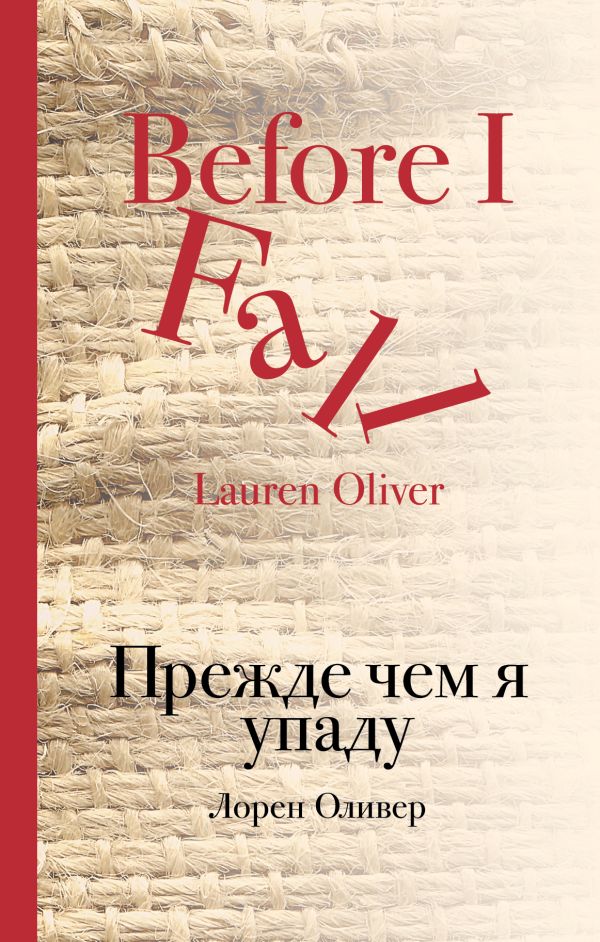 Before I
Fall
Lauren Oliver
Прежде чем я
упаду
Лорен Оливер